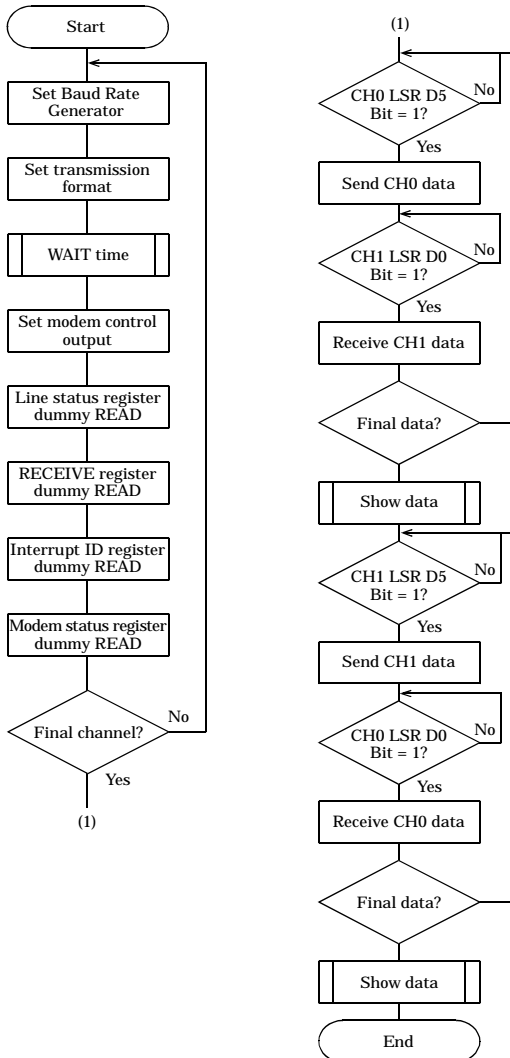 Start
Set Baud Rate
Generator
Set transmission
format
WAIT time
Set modem control
output
Line status register
dummy READ
RECEIVE register
dummy READ
Interrupt ID register
dummy READ
Modem status register
dummy READ
Final channel?
No
Yes
(1)
(1)
CH0 LSR D5
Bit = 1?
No
Yes
Send CH0 data
CH1 LSR D0
Bit = 1?
No
Yes
Receive CH1 data
Final data?
Show data
CH1 LSR D5
Bit = 1?
No
Yes
Send CH1 data
CH0 LSR D0
Bit = 1?
No
Yes
Receive CH0 data
Final data?
Show data
End